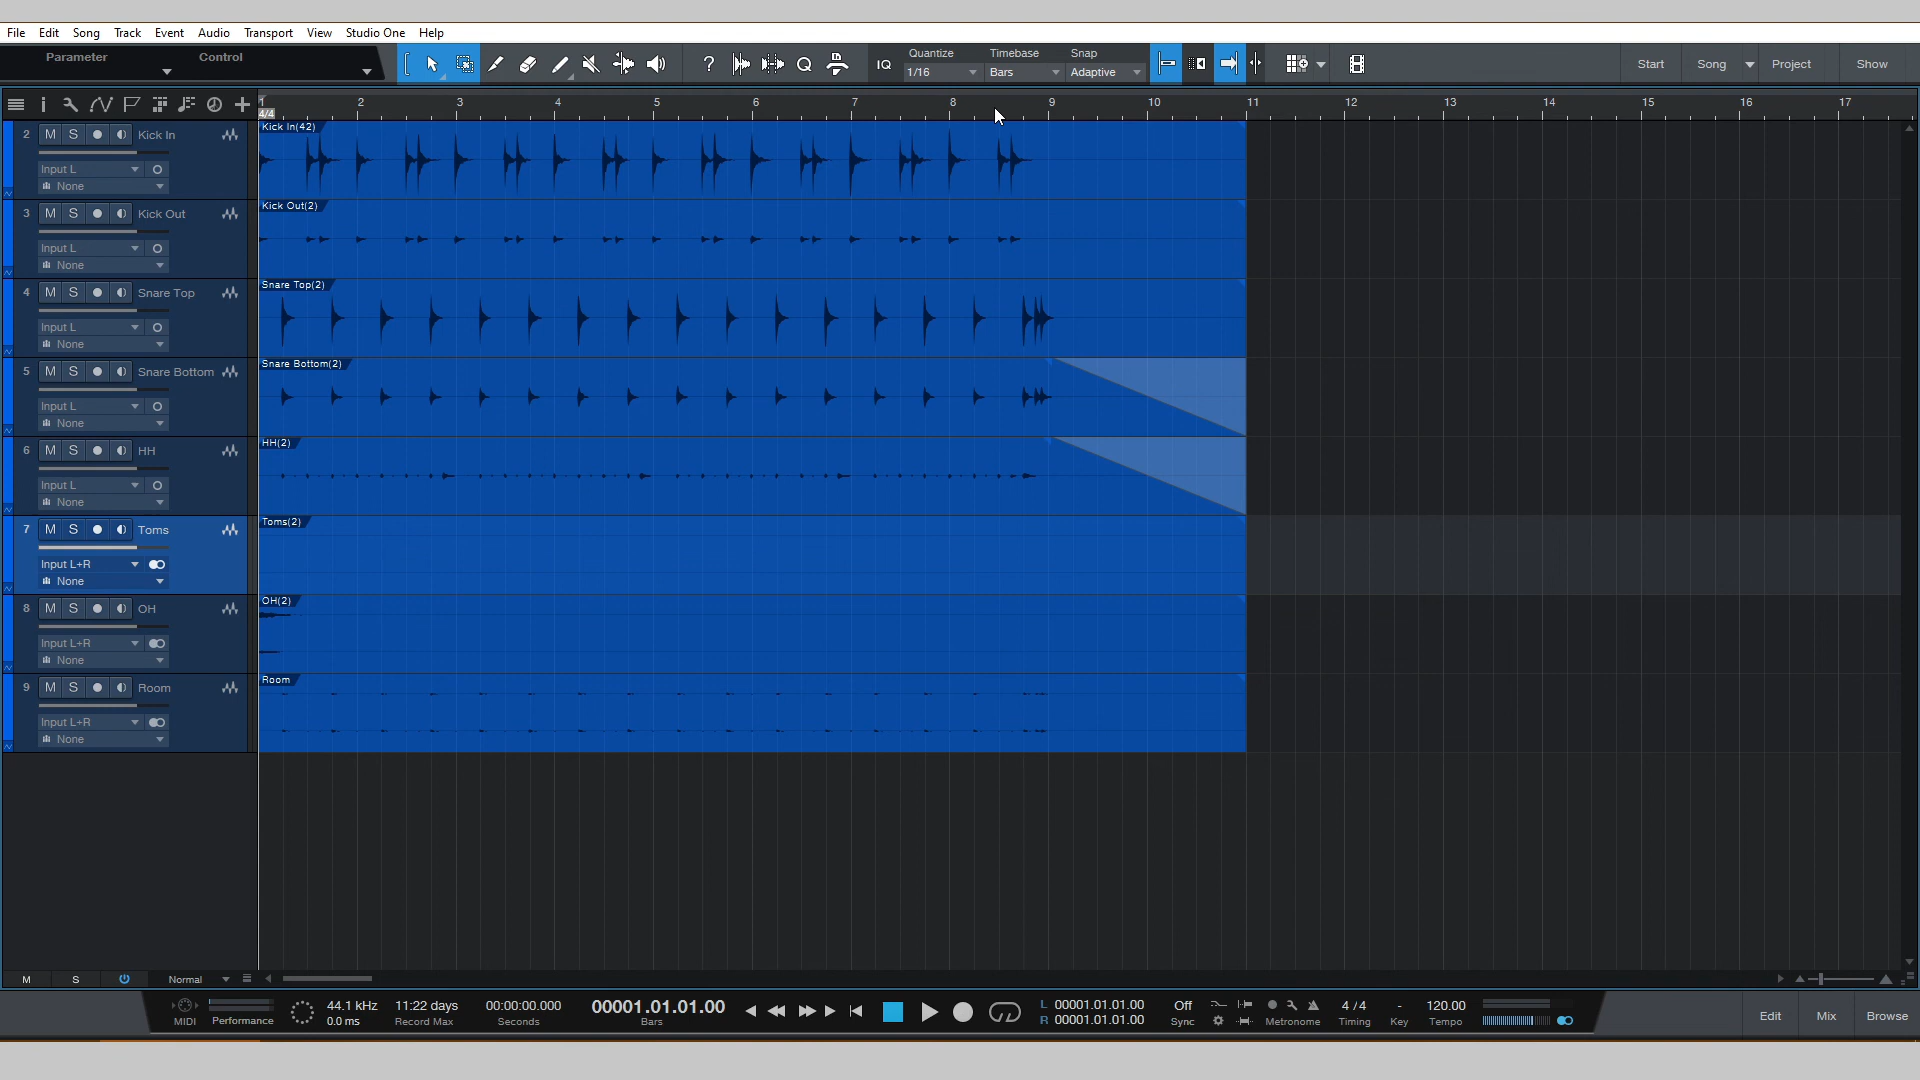 File Edit Song Track Event Audio Transport View Studio One Help
Parameter Control
Quantize Timebase Snap
IQ 1/16 Bars Adaptive
Start Song Project Show
1 2 3 4 5 6 7 8 9 10 11 12 13 14 15 16 17
4/4
2 M S Kick In
Input L
None
Kick In(42)
3 M S Kick Out
Input L
None
Kick Out(2)
4 M S Snare Top
Input L
None
Snare Top(2)
5 M S Snare Bottom
Input L
None
Snare Bottom(2)
6 M S HH
Input L
None
HH(2)
7 M S Toms
Input L+R
None
Toms(2)
8 M S OH
Input L+R
None
OH(2)
9 M S Room
Input L+R
None
Room
M S Normal
MIDI
Performance
44.1 kHz
0.0 ms
11:22 days
Record Max
00:00:00.000
Seconds
00001.01.01.00
Bars
L 00001.01.01.00
R 00001.01.01.00
Off
Sync
Metronome
4 / 4
Timing
-
Key
120.00
Tempo
Edit Mix Browse